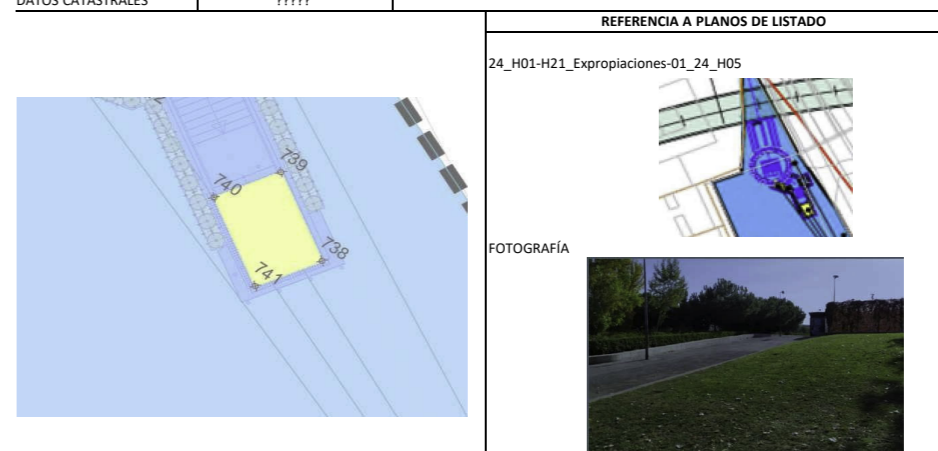 DATOS CATASTRALES ?????
REFERENCIA A PLANOS DE LISTADO
24_H01-H21_Expropiaciones-01_24_H05
739
740
738
741
FOTOGRAFÍA